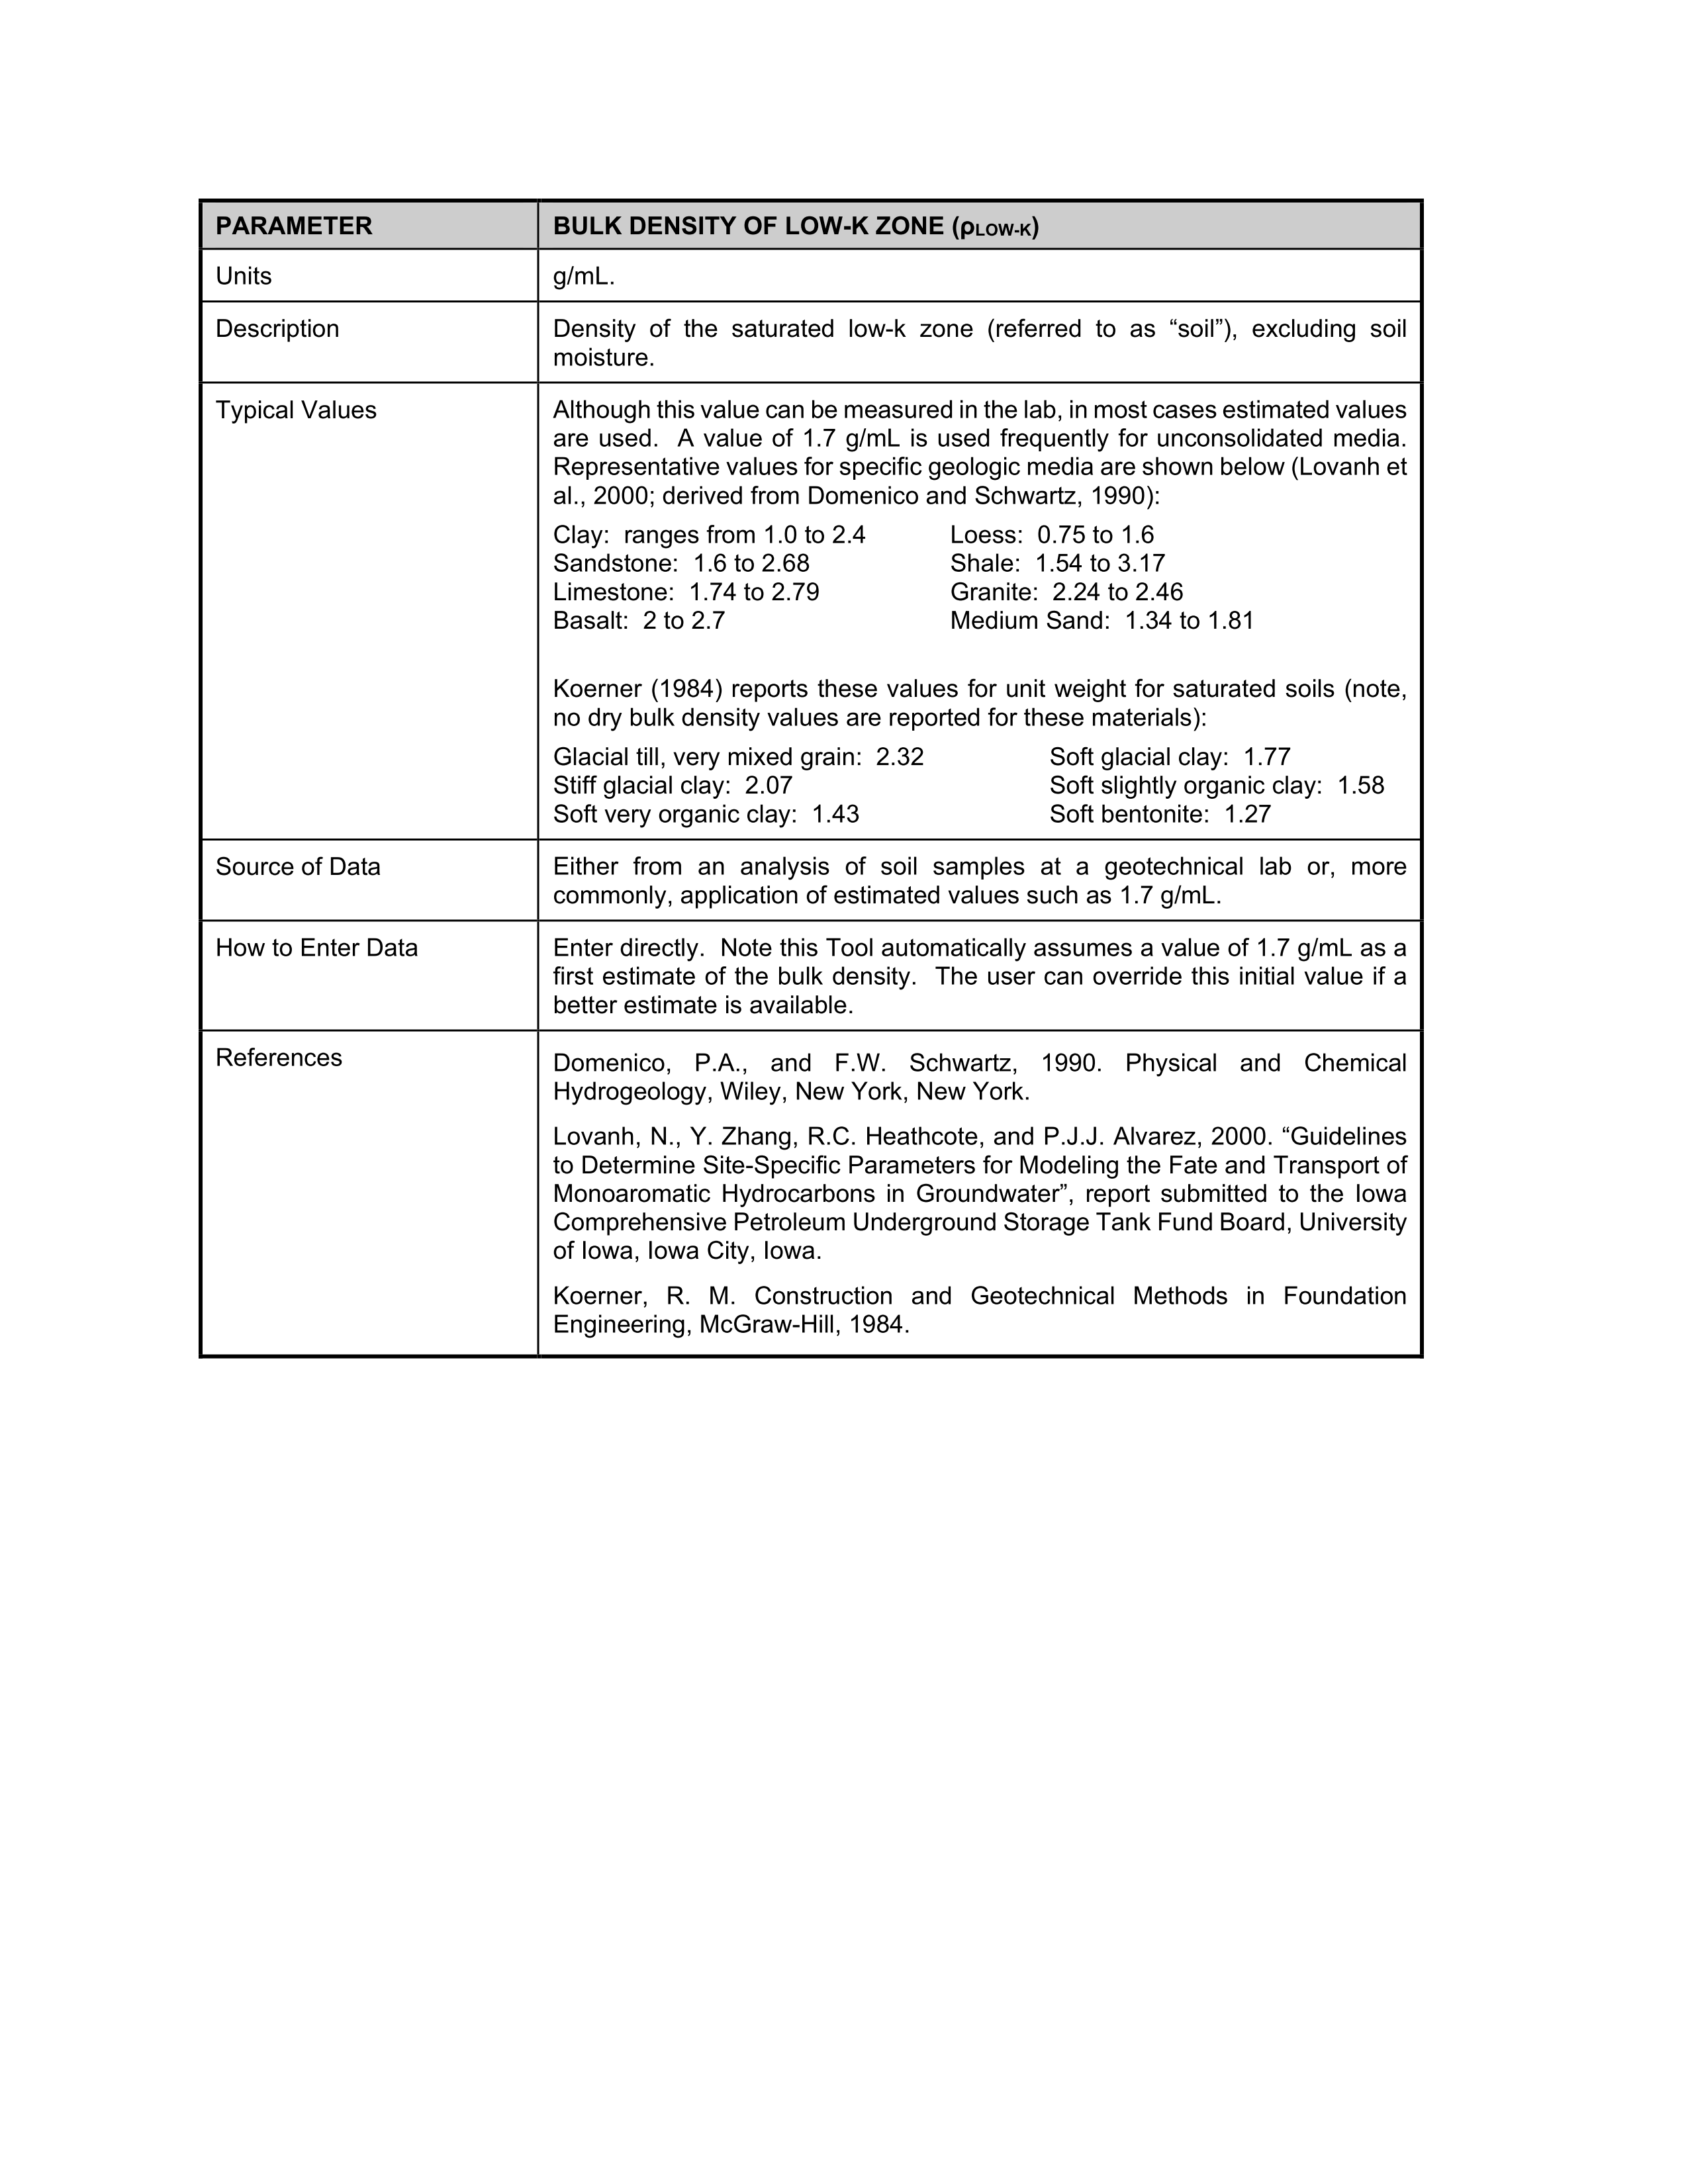 PARAMETER BULK DENSITY OF LOW-K ZONE (ρLOW-K)
Units g/mL.
Description Density of the saturated low-k zone (referred to as “soil”), excluding soil
moisture.
Typical Values Although this value can be measured in the lab, in most cases estimated values
are used. A value of 1.7 g/mL is used frequently for unconsolidated media.
Representative values for specific geologic media are shown below (Lovanh et
al., 2000; derived from Domenico and Schwartz, 1990):
Clay: ranges from 1.0 to 2.4 Loess: 0.75 to 1.6
Sandstone: 1.6 to 2.68 Shale: 1.54 to 3.17
Limestone: 1.74 to 2.79 Granite: 2.24 to 2.46
Basalt: 2 to 2.7 Medium Sand: 1.34 to 1.81
Koerner (1984) reports these values for unit weight for saturated soils (note,
no dry bulk density values are reported for these materials):
Glacial till, very mixed grain: 2.32 Soft glacial clay: 1.77
Stiff glacial clay: 2.07 Soft slightly organic clay: 1.58
Soft very organic clay: 1.43 Soft bentonite: 1.27
Source of Data Either from an analysis of soil samples at a geotechnical lab or, more
commonly, application of estimated values such as 1.7 g/mL.
How to Enter Data Enter directly. Note this Tool automatically assumes a value of 1.7 g/mL as a
first estimate of the bulk density. The user can override this initial value if a
better estimate is available.
References Domenico, P.A., and F.W. Schwartz, 1990. Physical and Chemical
Hydrogeology, Wiley, New York, New York.
Lovanh, N., Y. Zhang, R.C. Heathcote, and P.J.J. Alvarez, 2000. “Guidelines
to Determine Site-Specific Parameters for Modeling the Fate and Transport of
Monoaromatic Hydrocarbons in Groundwater”, report submitted to the Iowa
Comprehensive Petroleum Underground Storage Tank Fund Board, University
of Iowa, Iowa City, Iowa.
Koerner, R. M. Construction and Geotechnical Methods in Foundation
Engineering, McGraw-Hill, 1984.